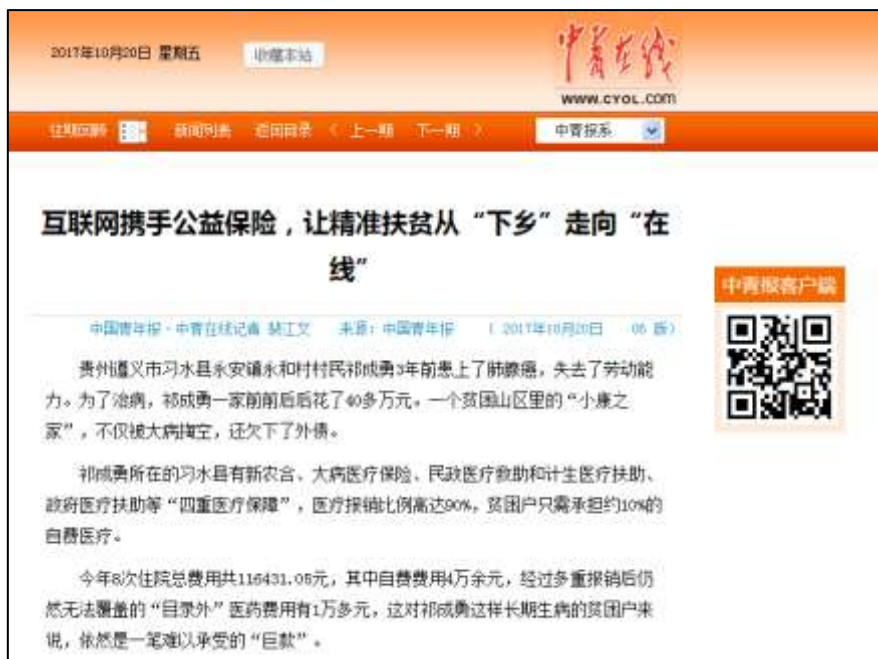 2017年10月20日 星期五
收藏本站
中青在线
www.cyol.com
往期回顾
新闻列表 返回目录 〈 上一期 下一期 〉
中青报系
互联网携手公益保险，让精准扶贫从“下乡”走向“在
线”
中青报客户端
中国青年报·中青在线记者 江文 来源：中国青年报 （ 2017年10月20日 06 版）
贵州遵义市习水县永安镇永和村村民祁成勇3年前患上了肺腺癌，失去了劳动能
力。为了治病，祁成勇一家前前后后花了40多万元。一个贫困山区里的“小康之
家”，不仅被大病掏空，还欠下了外债。
祁成勇所在的习水县有新农合、大病医疗保险、民政医疗救助和计生医疗扶助、
政府医疗扶助等“四重医疗保障”，医疗报销比例高达90%，贫困户只需承担约10%的
自费医疗。
今年8次住院总费用共116431.05元，其中自费费用4万余元，经过多重报销后仍
然无法覆盖的“目录外”医药费用有1万多元，这对祁成勇这样长期生病的贫困户来
说，依然是一笔难以承受的“巨款”。